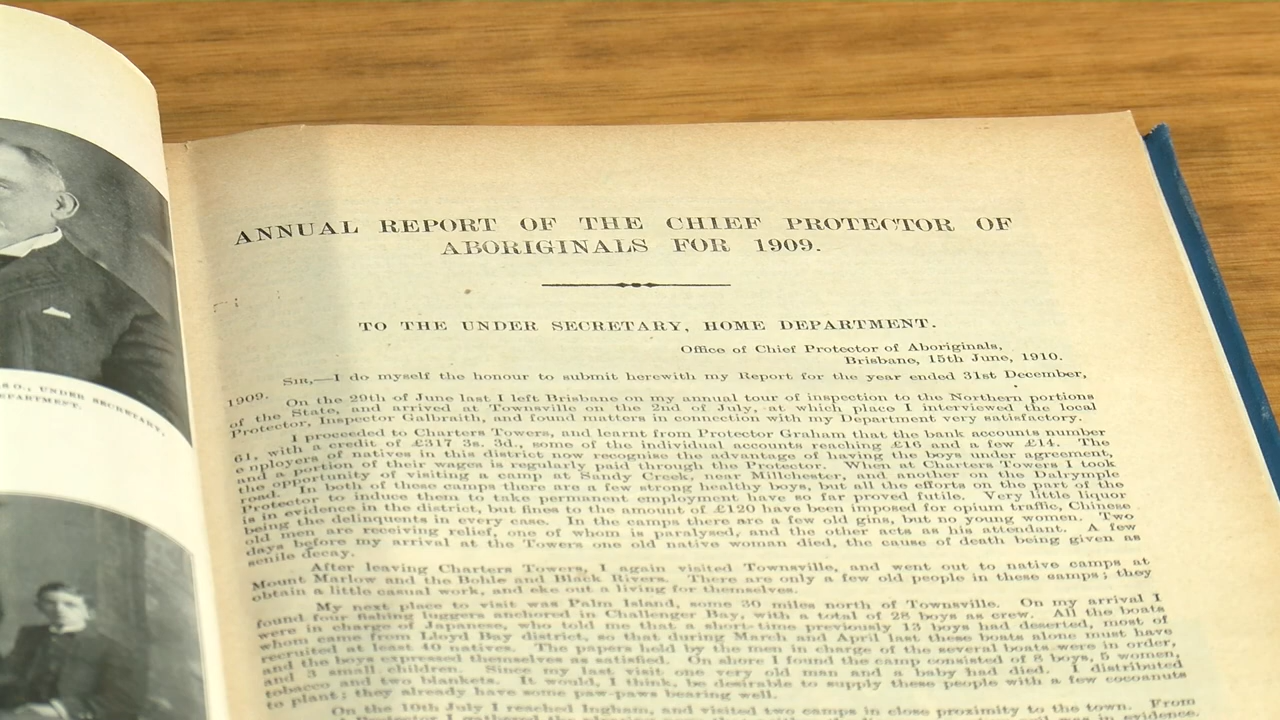 S.O., UNDER SECRETARY,
DEPARTMENT.
ANNUAL REPORT OF THE CHIEF PROTECTOR OF
ABORIGINALS FOR 1909.
TO THE UNDER SECRETARY, HOME DEPARTMENT.
Office of Chief Protector of Aboriginals,
Brisbane, 15th June, 1910.
SIR,—I do myself the honour to submit herewith my Report for the year ended 31st December,
1909.
On the 29th of June last I left Brisbane on my annual tour of inspection to the Northern portions
of the State, and arrived at Townsville on the 2nd of July, at which place I interviewed the local
Protector, Inspector Galbraith, and found matters in connection with my Department very satisfactory.
I proceeded to Charters Towers, and learnt from Protector Graham that the bank accounts number
61, with a credit of £317 3s. 3d., some of the individual accounts reaching £16 and a few £14. The
e nployers of natives in this district now recognise the advantage of having the boys under agreement,
and a portion of their wages is regularly paid through the Protector. When at Charters Towers I took
the opportunity of visiting a camp at Sandy Creek, near Millchester, and another on the Dalrymple
road. In both of these camps there are a few strong healthy boys, but all the efforts on the part of the
Protector to induce them to take permanent employment have so far proved futile. Very little liquor
is in evidence in the district, but fines to the amount of £120 have been imposed for opium traffic, Chinese
being the delinquents in every case. In the camps there are a few old gins, but no young women. Two
old men are receiving relief, one of whom is paralysed, and the other acts as his attendant. A few
days before my arrival at the Towers one old native woman died, the cause of death being given as
senile decay.
After leaving Charters Towers, I again visited Townsville, and went out to native camps at
Mount Marlow and the Bohle and Black Rivers. There are only a few old people in these camps; they
obtain a little casual work, and eke out a living for themselves.
My next place to visit was Palm Island, some 30 miles north of Townsville. On my arrival I
found four fishing luggers anchored in Challenger Bay, with a total of 28 boys as crew. All the boats
were in charge of Japanese, who told me that a short time previously 13 boys had deserted, most of
whom came from Lloyd Bay district, so that during March and April last these boats alone must have
recruited at least 40 natives. The papers held by the men in charge of the several boats were in order,
and the boys expressed themselves as satisfied. On shore I found the camp consisted of 8 boys, 5 women,
and 3 small children. Since my last visit one very old man and a baby had died. I distributed
tobacco and two blankets. It would, I think, be desirable to supply these people with a few cocoanuts
to plant; they already have some paw-paws bearing well.
On the 10th July I reached Ingham, and visited two camps in close proximity to the town. From
Protector I gathered the was in evidence